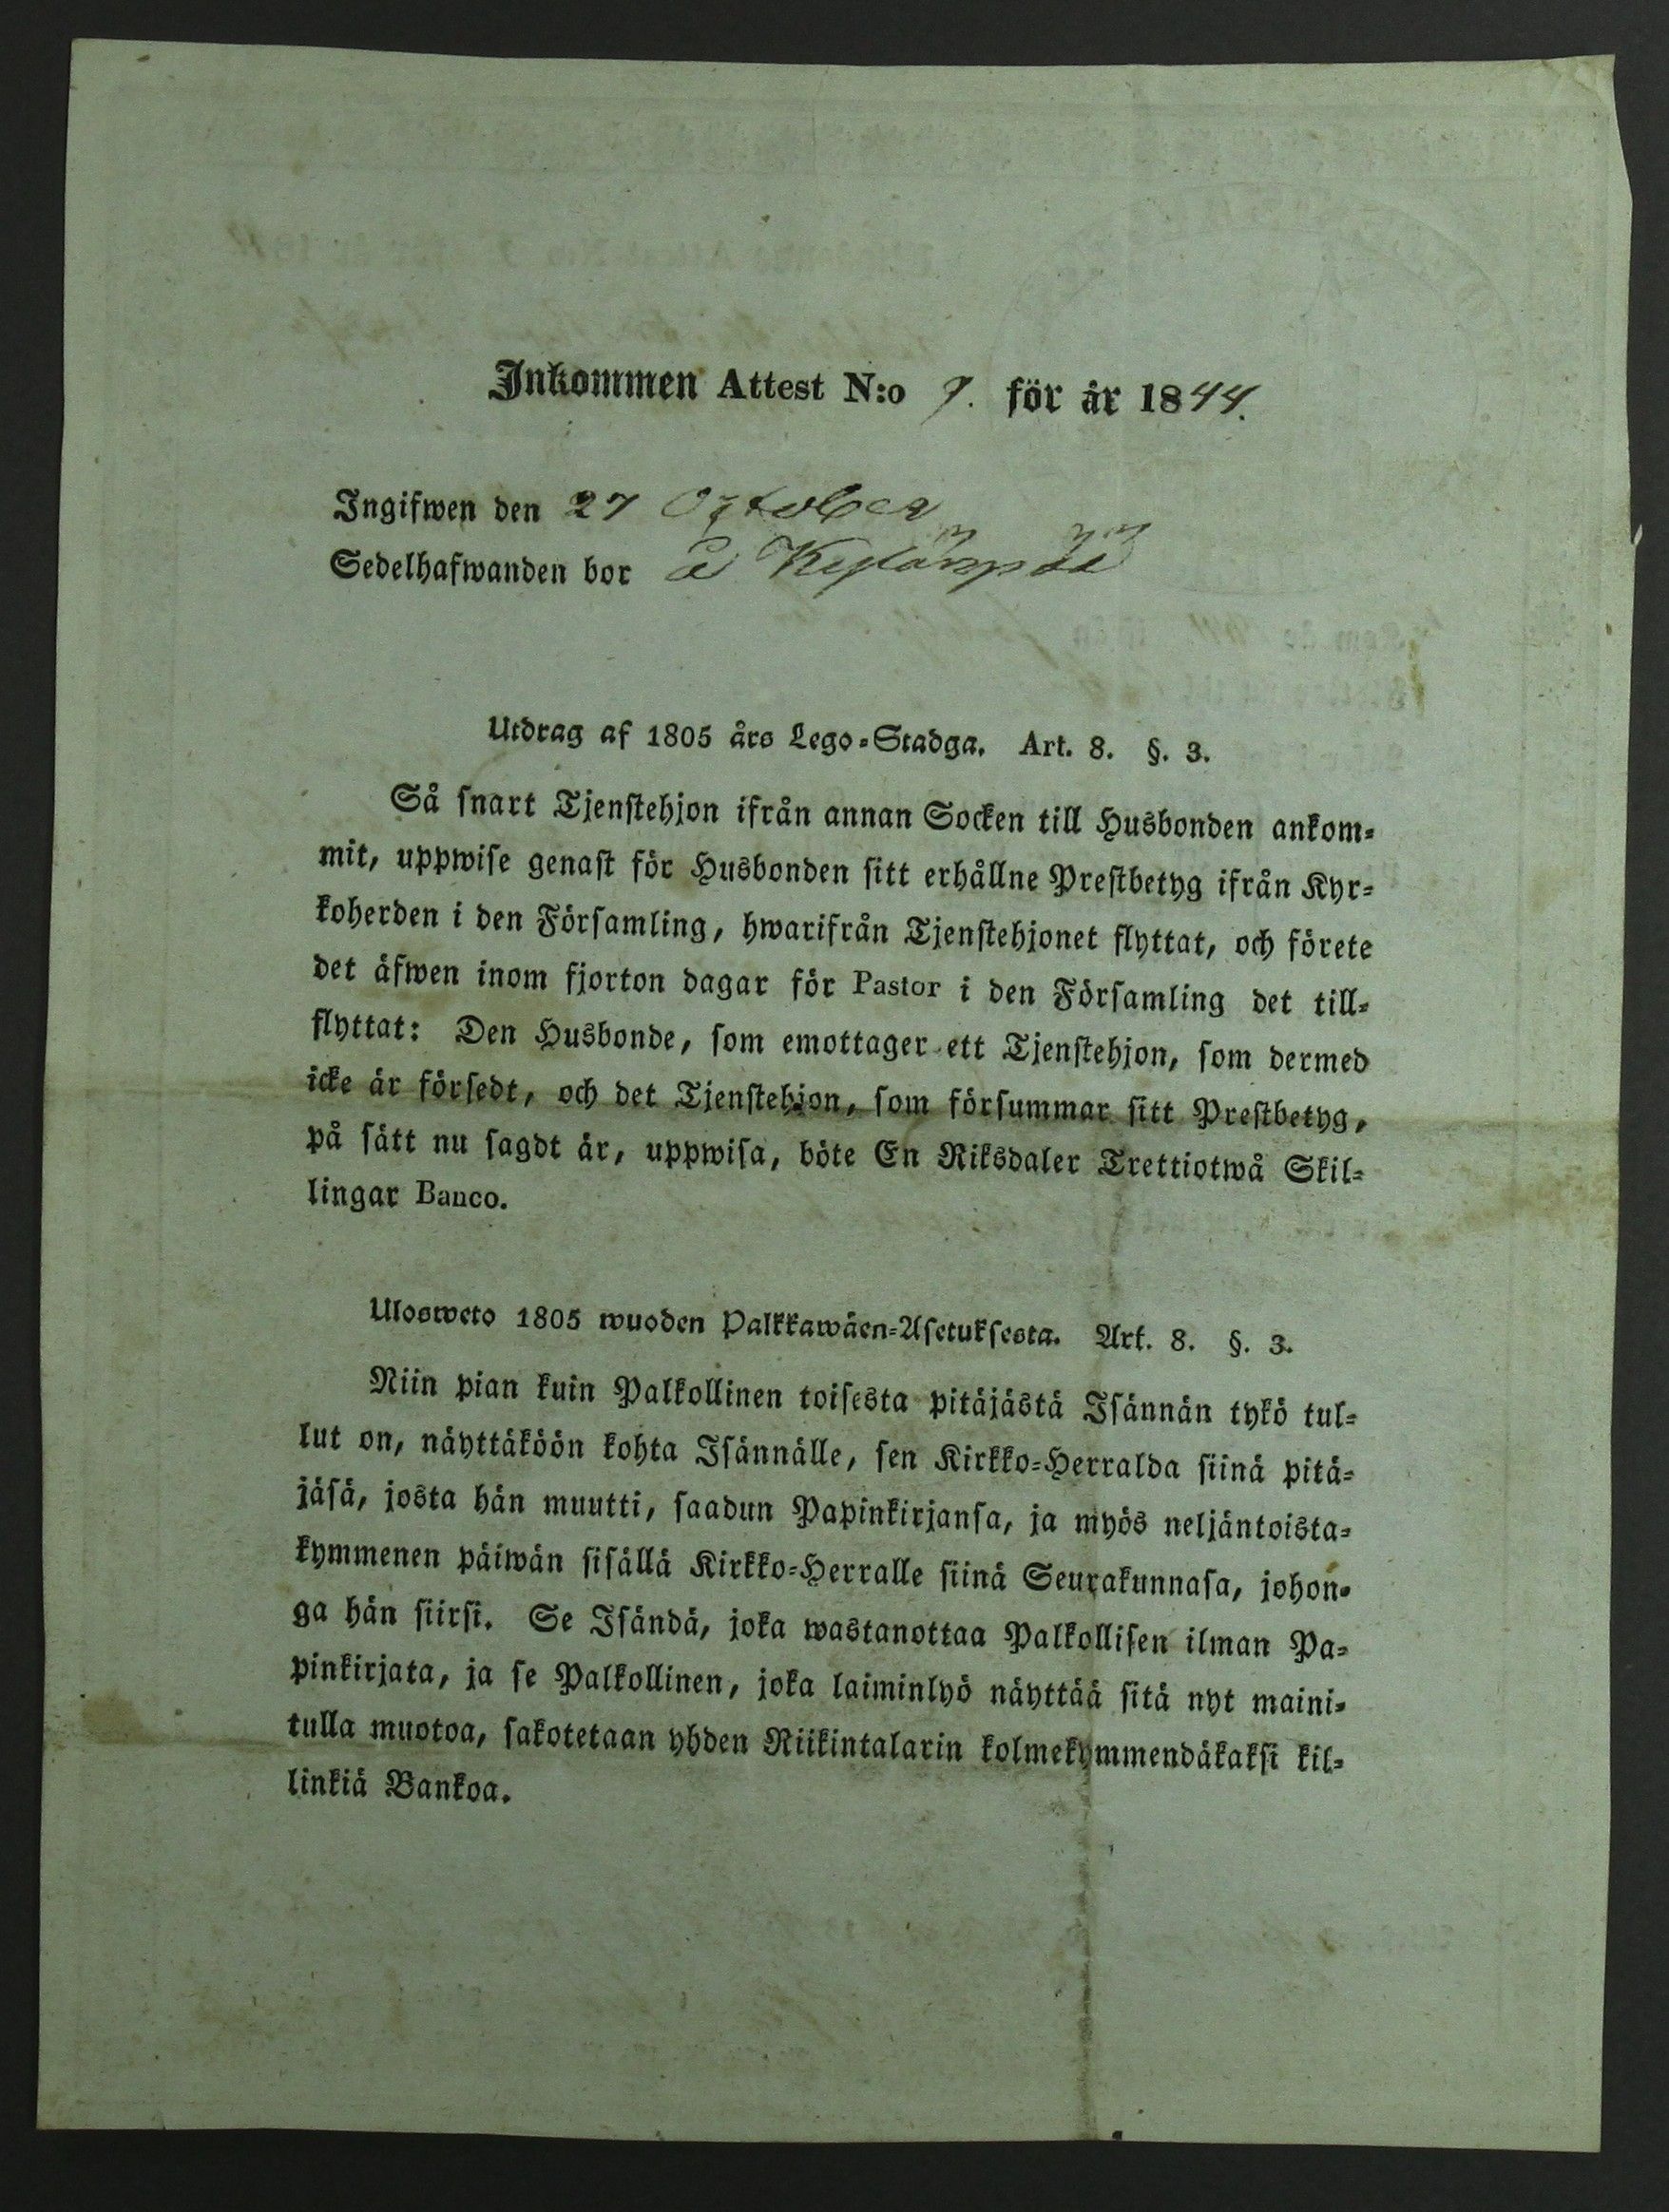 Inkommen Attest N:o 9. för år 1844.
Ingifwen den 27 October
Sedelhafwanden bor å Kylänpää
Utdrag af 1805 års Lego-Stadga. Art. 8. §. 3.
Så snart Tjenstehjon ifrån annan Socken till Husbonden ankom-
mit, uppwise genast för Husbonden sitt erhållne Prestbetyg ifrån Kyr-
koherden i den Församling, hwarifrån Tjenstehjonet flyttat, och förete
det äfwen inom fjorton dagar för Pastor i den Församling det till-
flyttat: Den Husbonde, som emottager ett Tjenstehjon, som dermed
icke är försedt, och det Tjenstehjon, som försummar sitt Prestbetyg,
på sätt nu sagdt är, uppwisa, böte En Riksdaler Trettiotwå Skil-
lingar Banco.
Ulosweto 1805 wuoden Palkkawäen-Asetuksesta. Art. 8. §. 3.
Niin pian kuin Palkollinen toisesta pitäjästä Isännän tykö tul-
lut on, näyttäköön kohta Isännälle, sen Kirkko-Herralda siinä pitä-
jäsä, josta hän muutti, saadun Papinkirjansa, ja myös neljäntoista-
kymmenen päiwän sisällä Kirkko-Herralle siinä Seurakunnasa, johon-
ga hän siirsi. Se Isändä, joka wastanottaa Palkollisen ilman Pa-
pinkirjata, ja se Palkollinen, joka laiminlyö näyttää sitä nyt maini-
tulla muotoa, sakotetaan yhden Riikintalarin kolmekymmendäkaksi kil-
linkiä Bankoa.